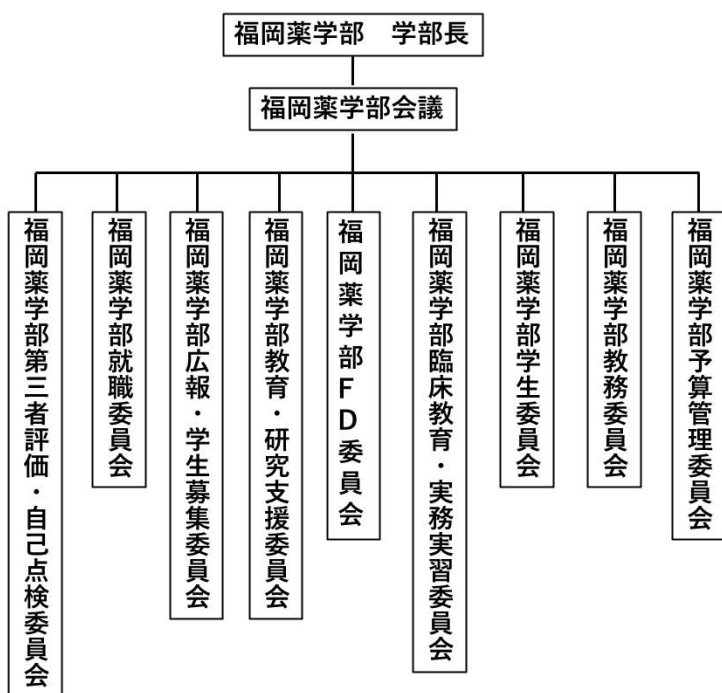 福岡薬学部　学部長
福岡薬学部会議
福岡薬学部第三者評価・自己点検委員会
福岡薬学部就職委員会
福岡薬学部広報・学生募集委員会
福岡薬学部教育・研究支援委員会
福岡薬学部FD委員会
福岡薬学部臨床教育・実務実習委員会
福岡薬学部学生委員会
福岡薬学部教務委員会
福岡薬学部予算管理委員会